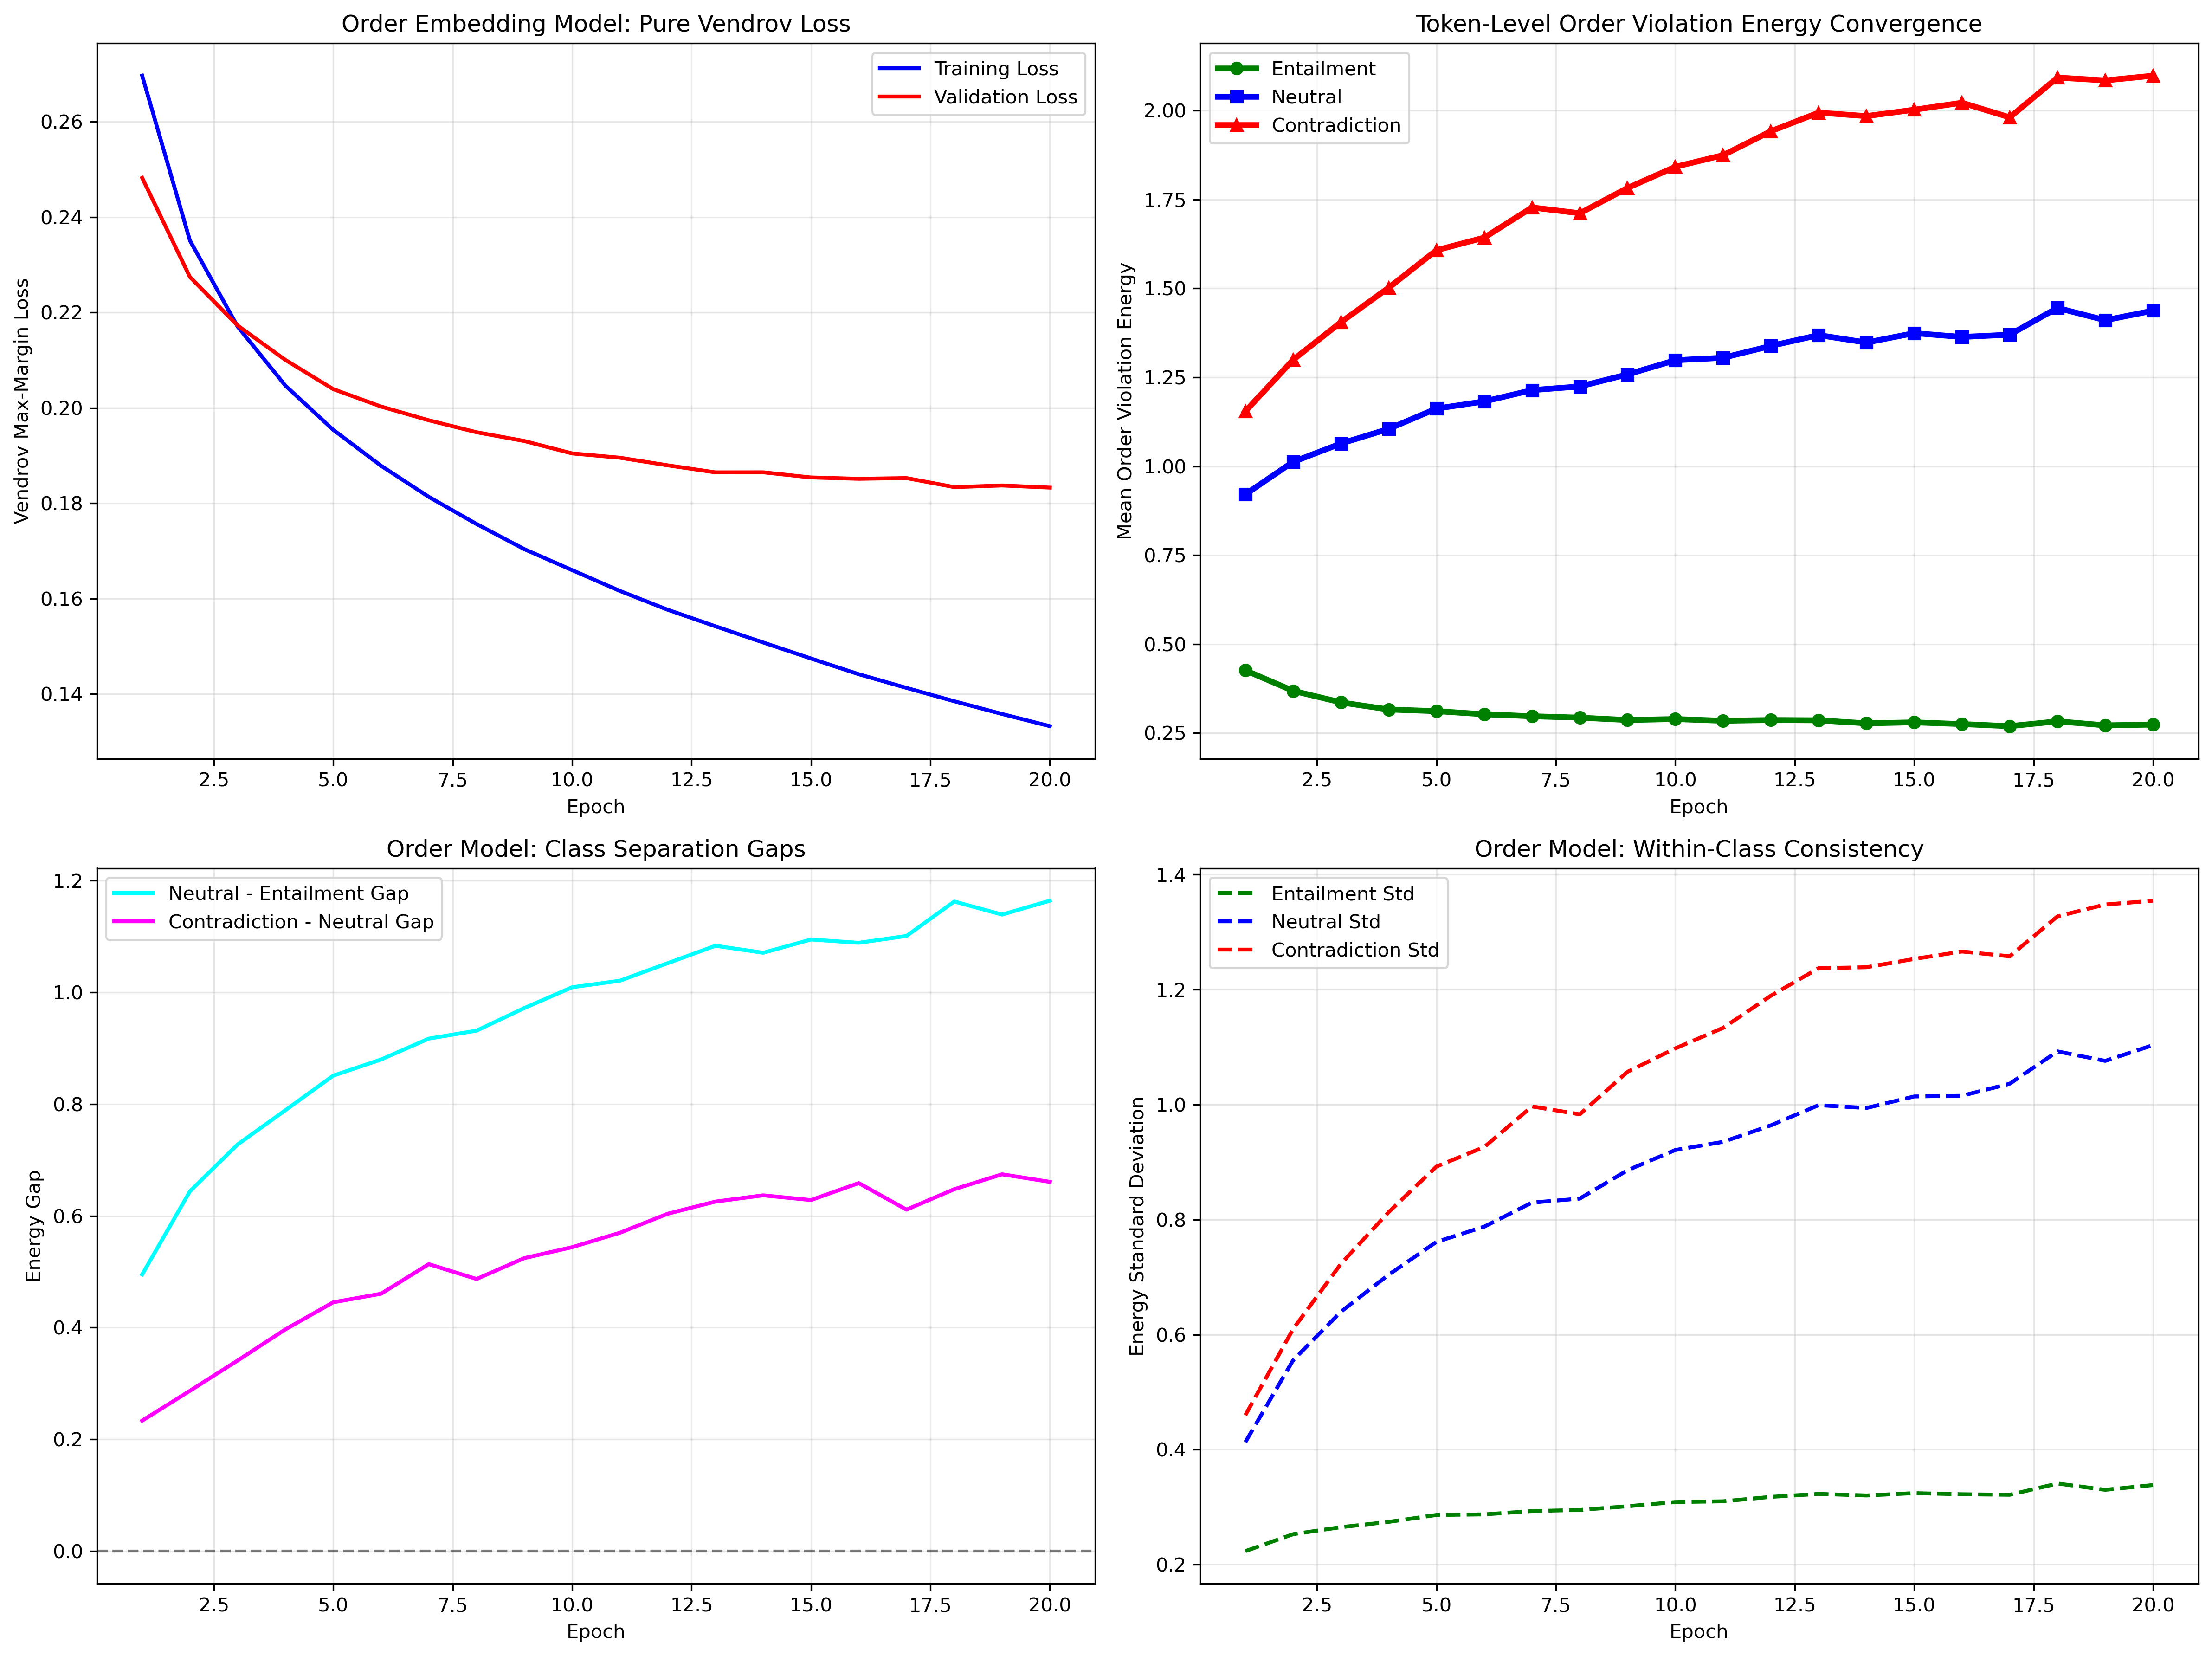 Order Embedding Model: Pure Vendrov Loss
Training Loss
Validation Loss
Vendrov Max-Margin Loss
0.26
0.24
0.22
0.20
0.18
0.16
0.14
2.5 5.0 7.5 10.0 12.5 15.0 17.5 20.0
Epoch
Token-Level Order Violation Energy Convergence
Entailment
Neutral
Contradiction
Mean Order Violation Energy
2.00
1.75
1.50
1.25
1.00
0.75
0.50
0.25
2.5 5.0 7.5 10.0 12.5 15.0 17.5 20.0
Epoch
Order Model: Class Separation Gaps
Neutral - Entailment Gap
Contradiction - Neutral Gap
Energy Gap
1.2
1.0
0.8
0.6
0.4
0.2
0.0
2.5 5.0 7.5 10.0 12.5 15.0 17.5 20.0
Epoch
Order Model: Within-Class Consistency
Entailment Std
Neutral Std
Contradiction Std
Energy Standard Deviation
1.4
1.2
1.0
0.8
0.6
0.4
0.2
2.5 5.0 7.5 10.0 12.5 15.0 17.5 20.0
Epoch